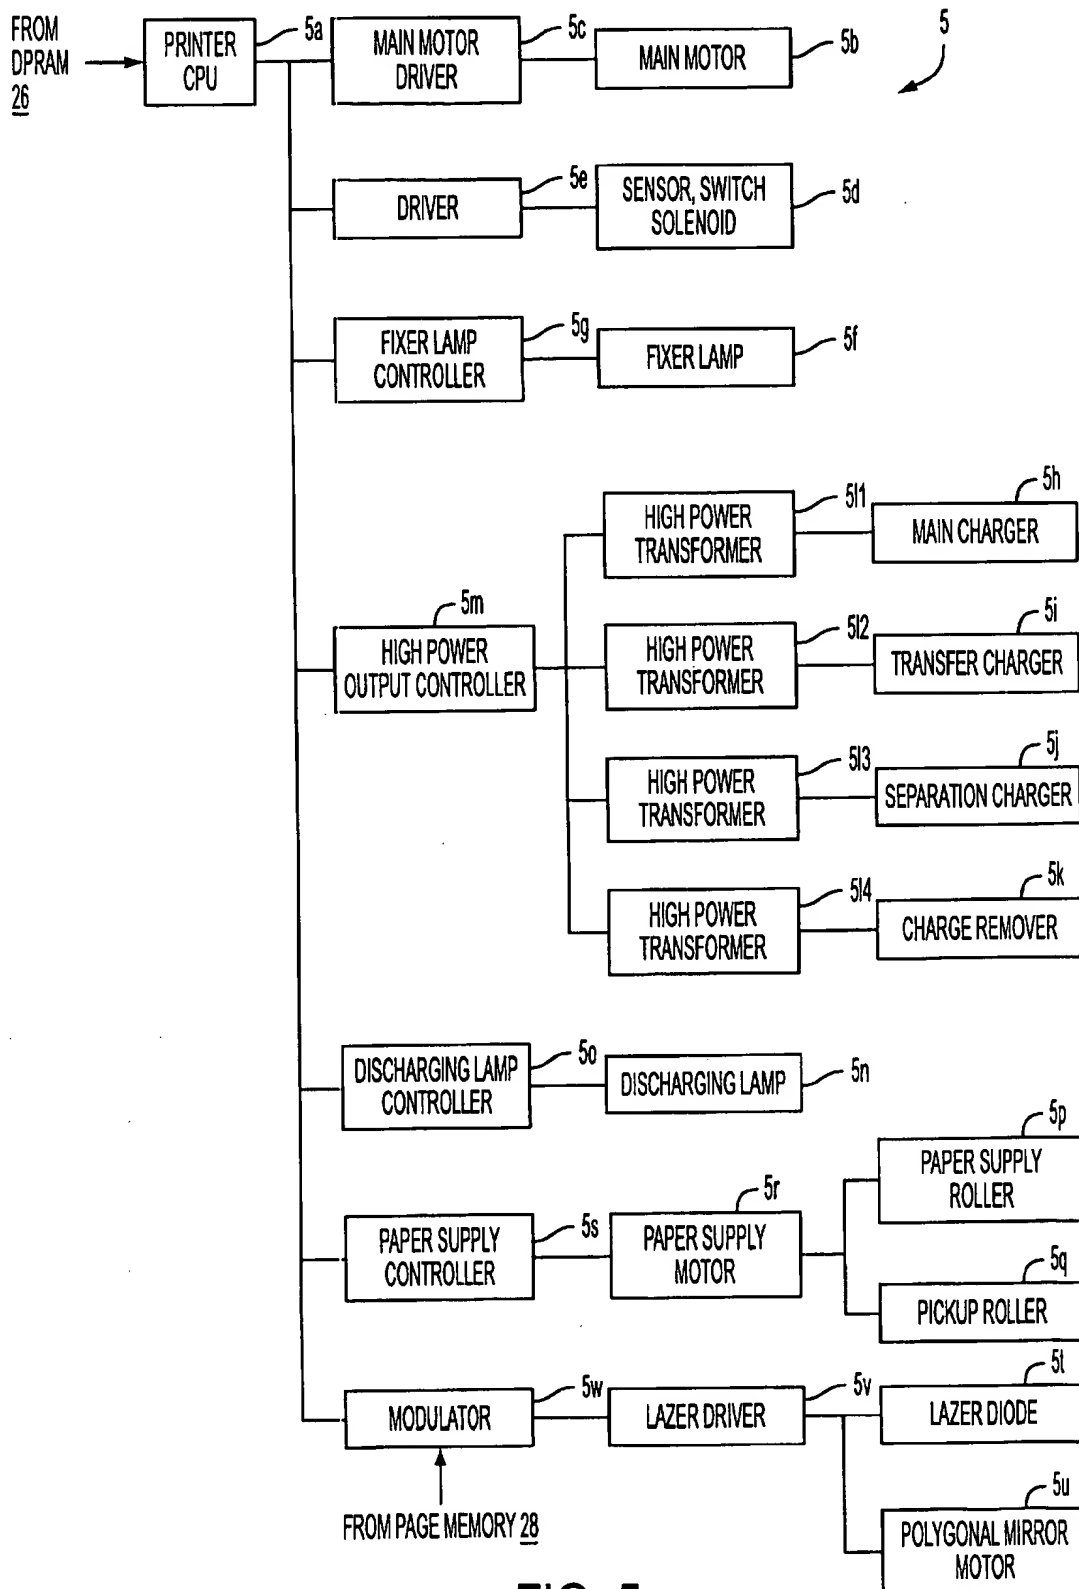 FROM
DPRAM
26
PRINTER
CPU
5a
MAIN MOTOR
DRIVER
5c
MAIN MOTOR
5b
5
DRIVER
5e
SENSOR, SWITCH
SOLENOID
5d
FIXER LAMP
CONTROLLER
5g
FIXER LAMP
5f
HIGH POWER
TRANSFORMER
5l1
MAIN CHARGER
5h
HIGH POWER
OUTPUT CONTROLLER
5m
HIGH POWER
TRANSFORMER
5l2
TRANSFER CHARGER
5i
HIGH POWER
TRANSFORMER
5l3
SEPARATION CHARGER
5j
HIGH POWER
TRANSFORMER
5l4
CHARGE REMOVER
5k
DISCHARGING LAMP
CONTROLLER
5o
DISCHARGING LAMP
5n
PAPER SUPPLY
CONTROLLER
5s
PAPER SUPPLY
MOTOR
5r
PAPER SUPPLY
ROLLER
5p
PICKUP ROLLER
5q
MODULATOR
5w
LAZER DRIVER
5v
LAZER DIODE
5t
POLYGONAL MIRROR
MOTOR
5u
FROM PAGE MEMORY 28